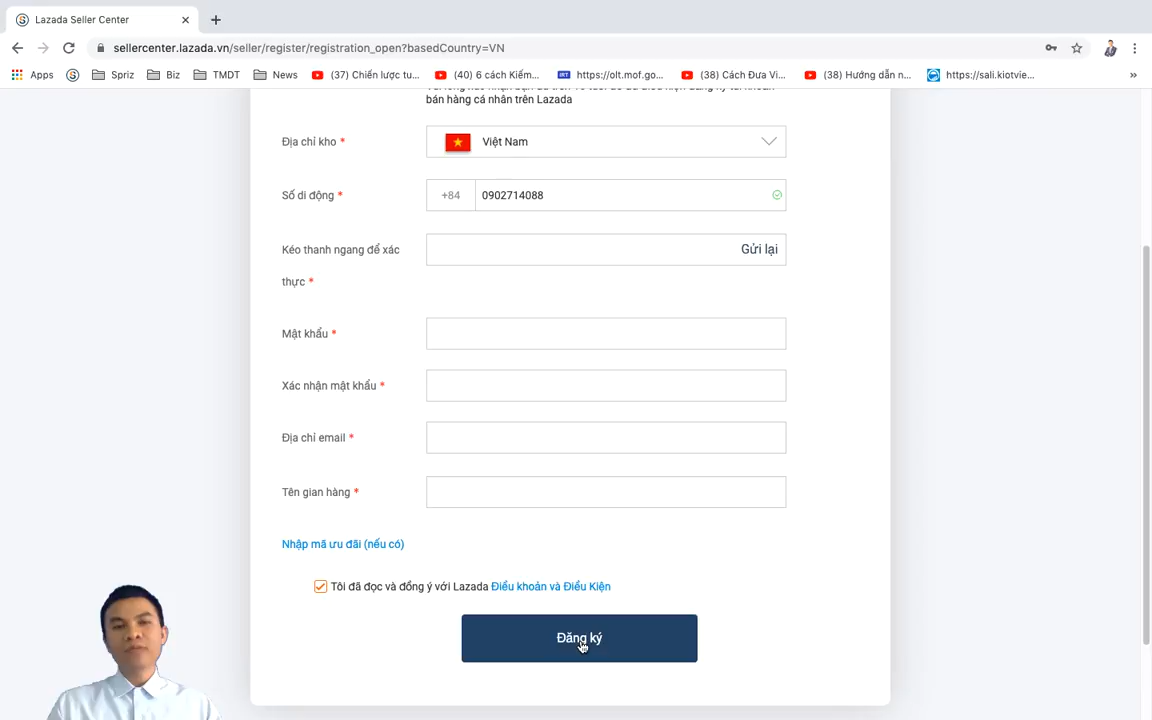 Lazada Seller Center
sellercenter.lazada.vn/seller/register/registration_open?basedCountry=VN
Apps Spriz Biz TMDT News (37) Chiến lược tu... (40) 6 cách Kiếm... https://olt.mof.go... (38) Cách Đưa Vi... (38) Hướng dẫn n... https://sali.kiotvie... »
bán hàng cá nhân trên Lazada
Địa chỉ kho * Việt Nam
Số di động * +84 0902714088
Kéo thanh ngang để xác Gửi lại
thực *
Mật khẩu *
Xác nhận mật khẩu *
Địa chỉ email *
Tên gian hàng *
Nhập mã ưu đãi (nếu có)
Tôi đã đọc và đồng ý với Lazada Điều khoản và Điều Kiện
Đăng ký